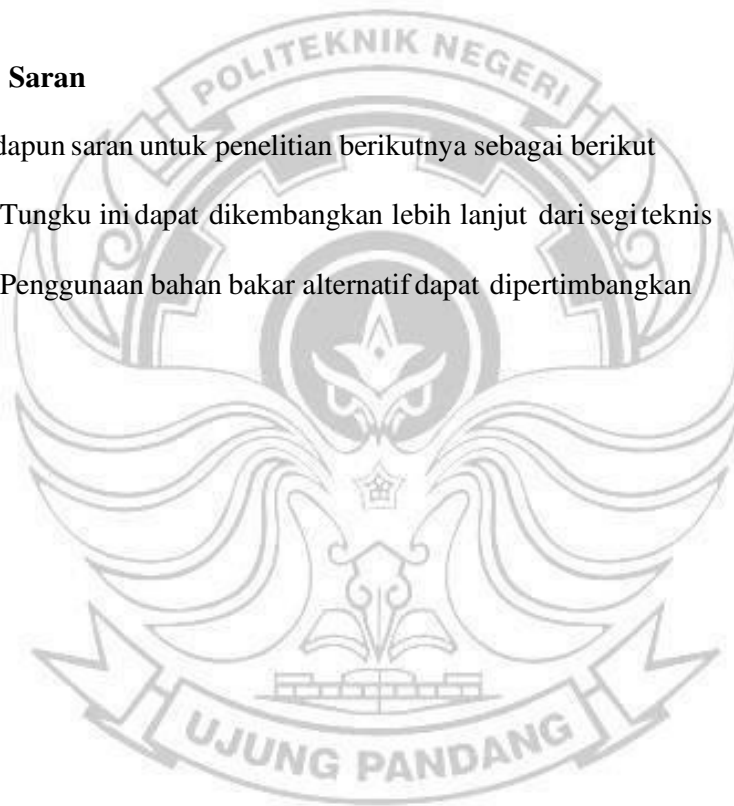 POLITEKNIK NEGERI
Saran
dapun saran untuk penelitian berikutnya sebagai berikut
Tungku ini dapat dikembangkan lebih lanjut dari segi teknis
Penggunaan bahan bakar alternatif dapat dipertimbangkan
UJUNG PANDANG